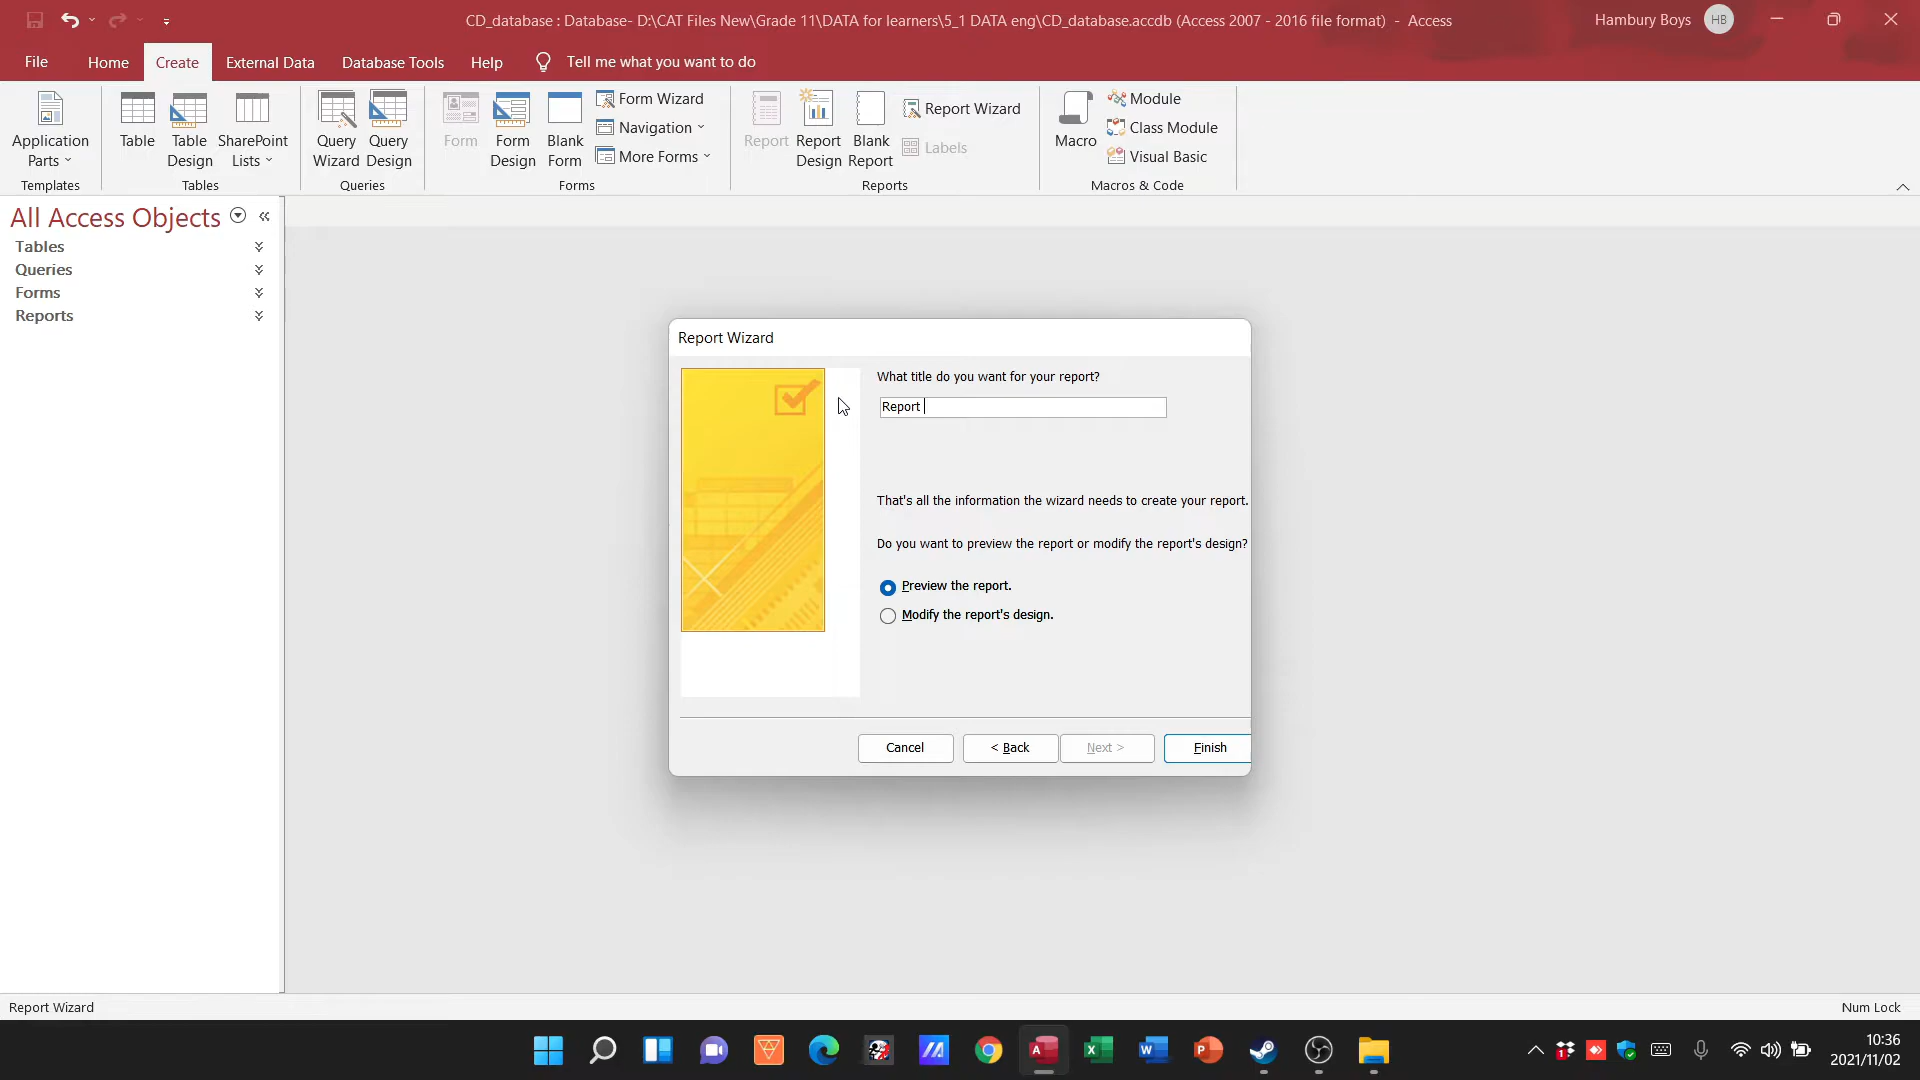 CD_database : Database- D:\CAT Files New\Grade 11\DATA for learners\5_1 DATA eng\CD_database.accdb (Access 2007 - 2016 file format) - Access
Hambury Boys
HB
File
Home
Create
External Data
Database Tools
Help
Tell me what you want to do
Application Parts
Templates
Table
Table Design
SharePoint Lists
Tables
Query Wizard
Query Design
Queries
Form
Form Design
Blank Form
Form Wizard
Navigation
More Forms
Forms
Report
Report Design
Blank Report
Report Wizard
Labels
Reports
Macro
Module
Class Module
Visual Basic
Macros & Code
All Access Objects
Tables
Queries
Forms
Reports
Report Wizard
What title do you want for your report?
Report
That's all the information the wizard needs to create your report.
Do you want to preview the report or modify the report's design?
Preview the report.
Modify the report's design.
Cancel
< Back
Next >
Finish
Report Wizard
Num Lock
10:36
2021/11/02